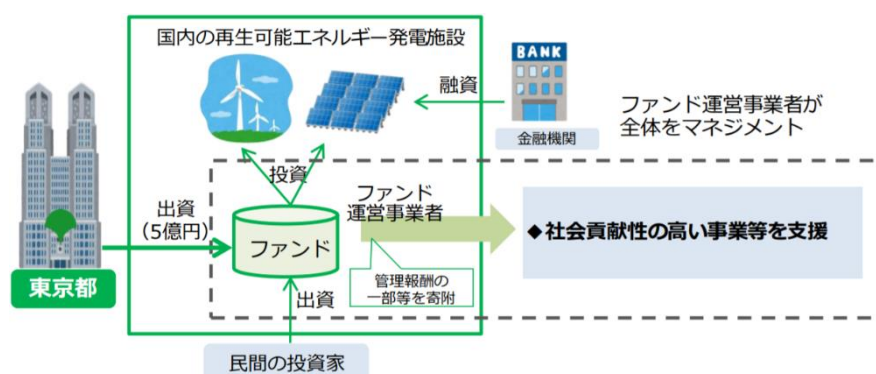 国内の再生可能エネルギー発電施設
BANK
融資
金融機関
ファンド運営事業者が
全体をマネジメント
投資
出資
（5億円）
ファンド
ファンド
運営事業者
◆社会貢献性の高い事業等を支援
管理報酬の
一部等を寄附
東京都
出資
民間の投資家